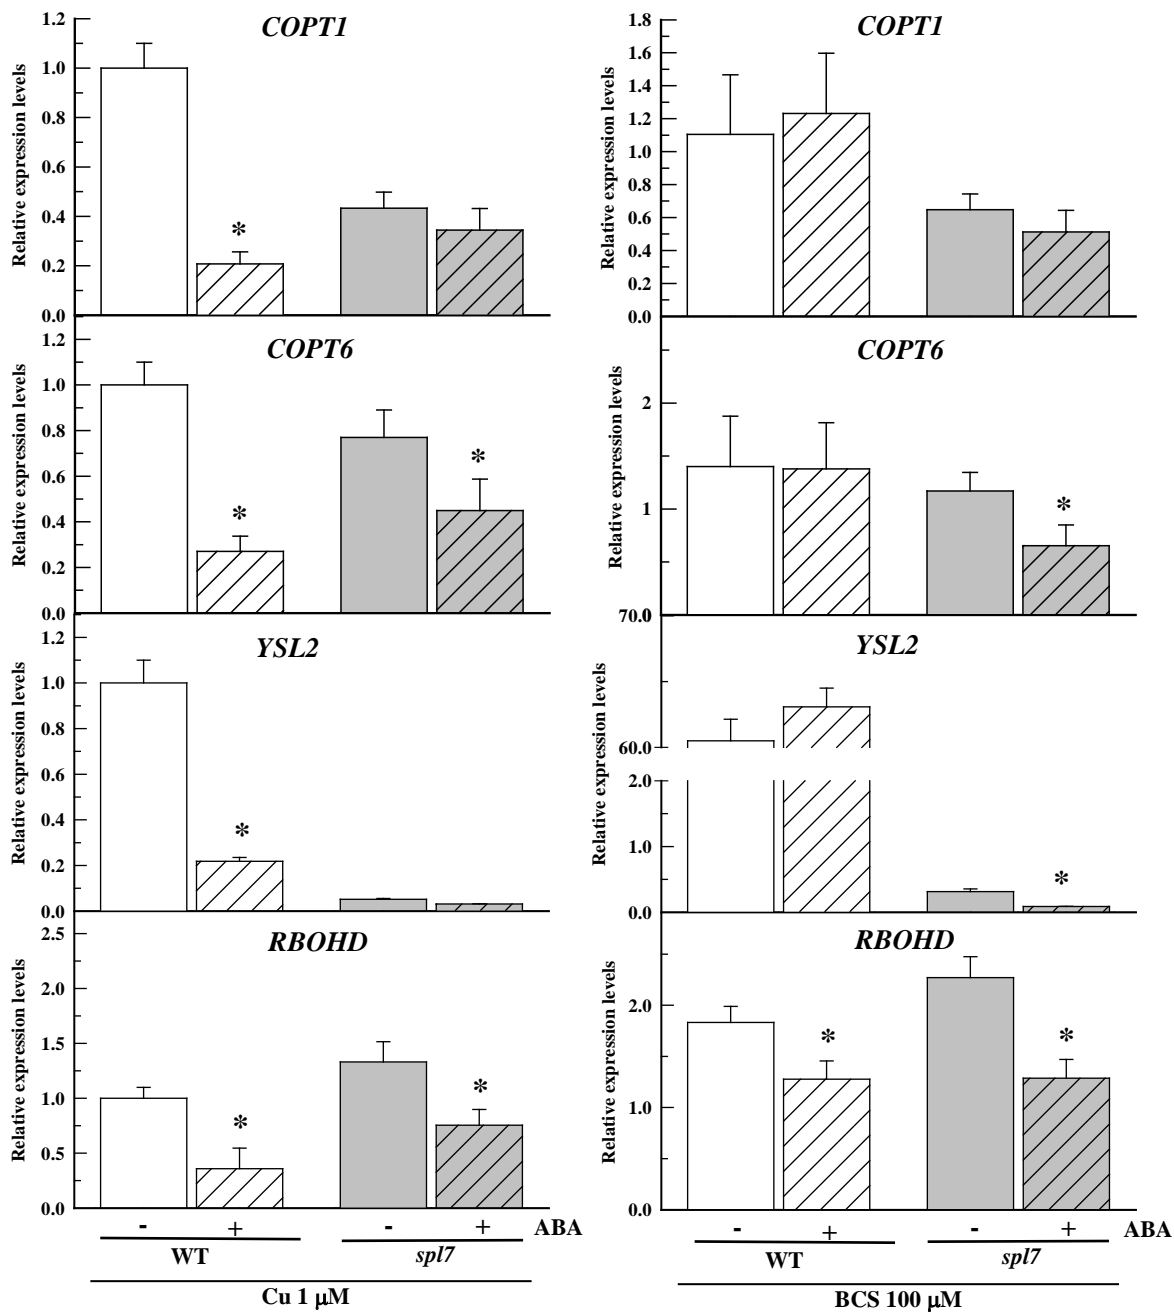 COPT1
Relative expression levels
1.2
1.0
0.8
0.6
0.4
0.2
0.0
*
COPT6
Relative expression levels
1.2
1.0
0.8
0.6
0.4
0.2
0.0
*
*
YSL2
Relative expression levels
1.2
1.0
0.8
0.6
0.4
0.2
0.0
*
RBOHD
Relative expression levels
2.5
2.0
1.5
1.0
0.5
0.0
*
*
- + - + ABA
WT spl7
Cu 1 μM
COPT1
Relative expression levels
1.8
1.6
1.4
1.2
1.0
0.8
0.6
0.4
0.2
0.0
COPT6
Relative expression levels
2
1
70.0
*
YSL2
Relative expression levels
60.0
2.0
1.0
0.0
*
RBOHD
Relative expression levels
2.0
1.0
0.0
*
*
- + - + ABA
WT spl7
BCS 100 μM